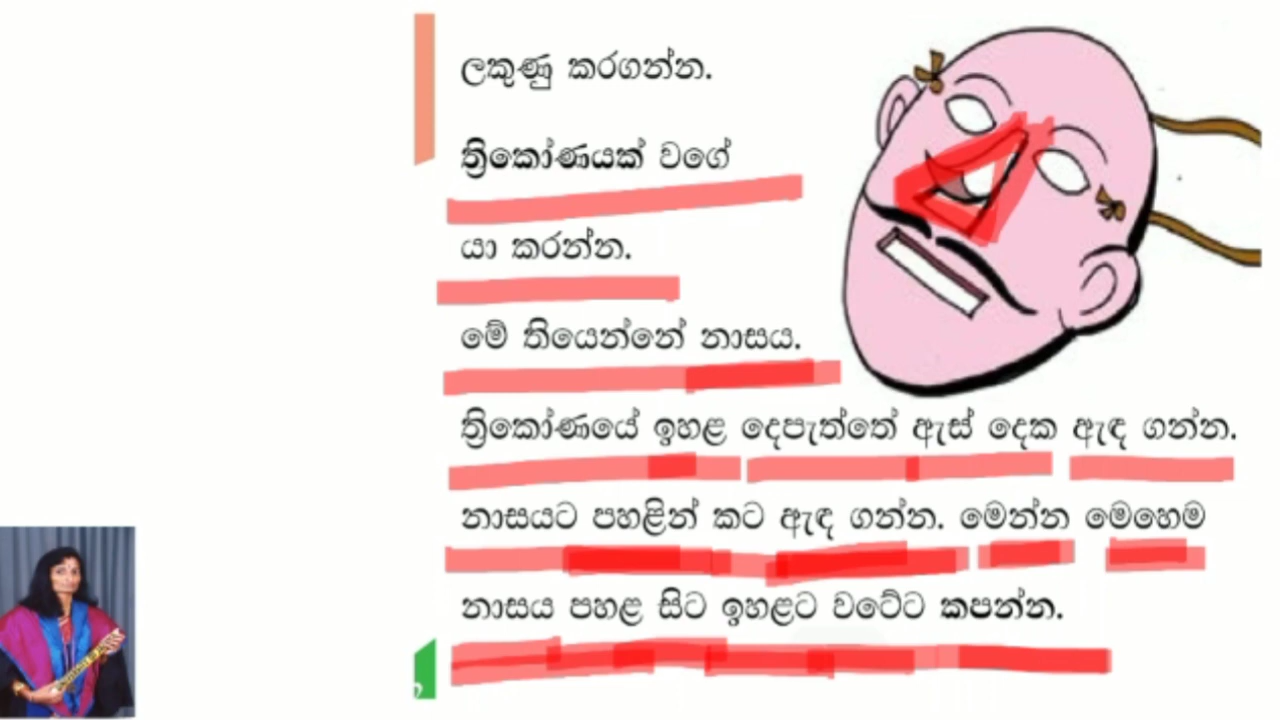 ලකුණු කරගන්න.
ත්‍රිකෝණයක් වගේ
යා කරන්න.
මේ තියෙන්නේ නාසය.
ත්‍රිකෝණයේ ඉහළ දෙපැත්තේ ඇස් දෙක ඇඳ ගන්න.
නාසයට පහළින් කට ඇඳ ගන්න. මෙන්න මෙහෙම
නාසය පහළ සිට ඉහළට වටේට කපන්න.